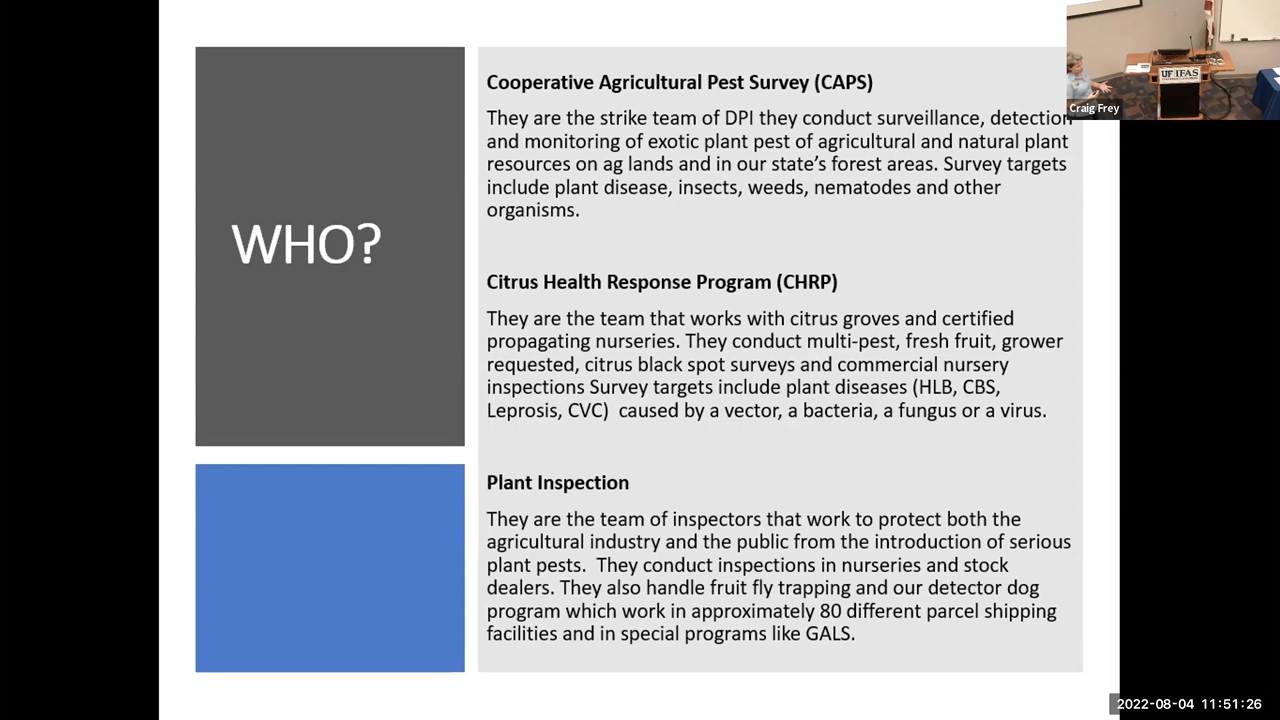 WHO?
Cooperative Agricultural Pest Survey (CAPS)
They are the strike team of DPI they conduct surveillance, detection
and monitoring of exotic plant pest of agricultural and natural plant
resources on ag lands and in our state's forest areas. Survey targets
include plant disease, insects, weeds, nematodes and other
organisms.
Citrus Health Response Program (CHRP)
They are the team that works with citrus groves and certified
propagating nurseries. They conduct multi-pest, fresh fruit, grower
requested, citrus black spot surveys and commercial nursery
inspections Survey targets include plant diseases (HLB, CBS,
Leprosis, CVC)  caused by a vector, a bacteria, a fungus or a virus.
Plant Inspection
They are the team of inspectors that work to protect both the
agricultural industry and the public from the introduction of serious
plant pests.  They conduct inspections in nurseries and stock
dealers. They also handle fruit fly trapping and our detector dog
program which work in approximately 80 different parcel shipping
facilities and in special programs like GALS.
UF IFAS
Craig Frey
2022-08-04 11:51:26